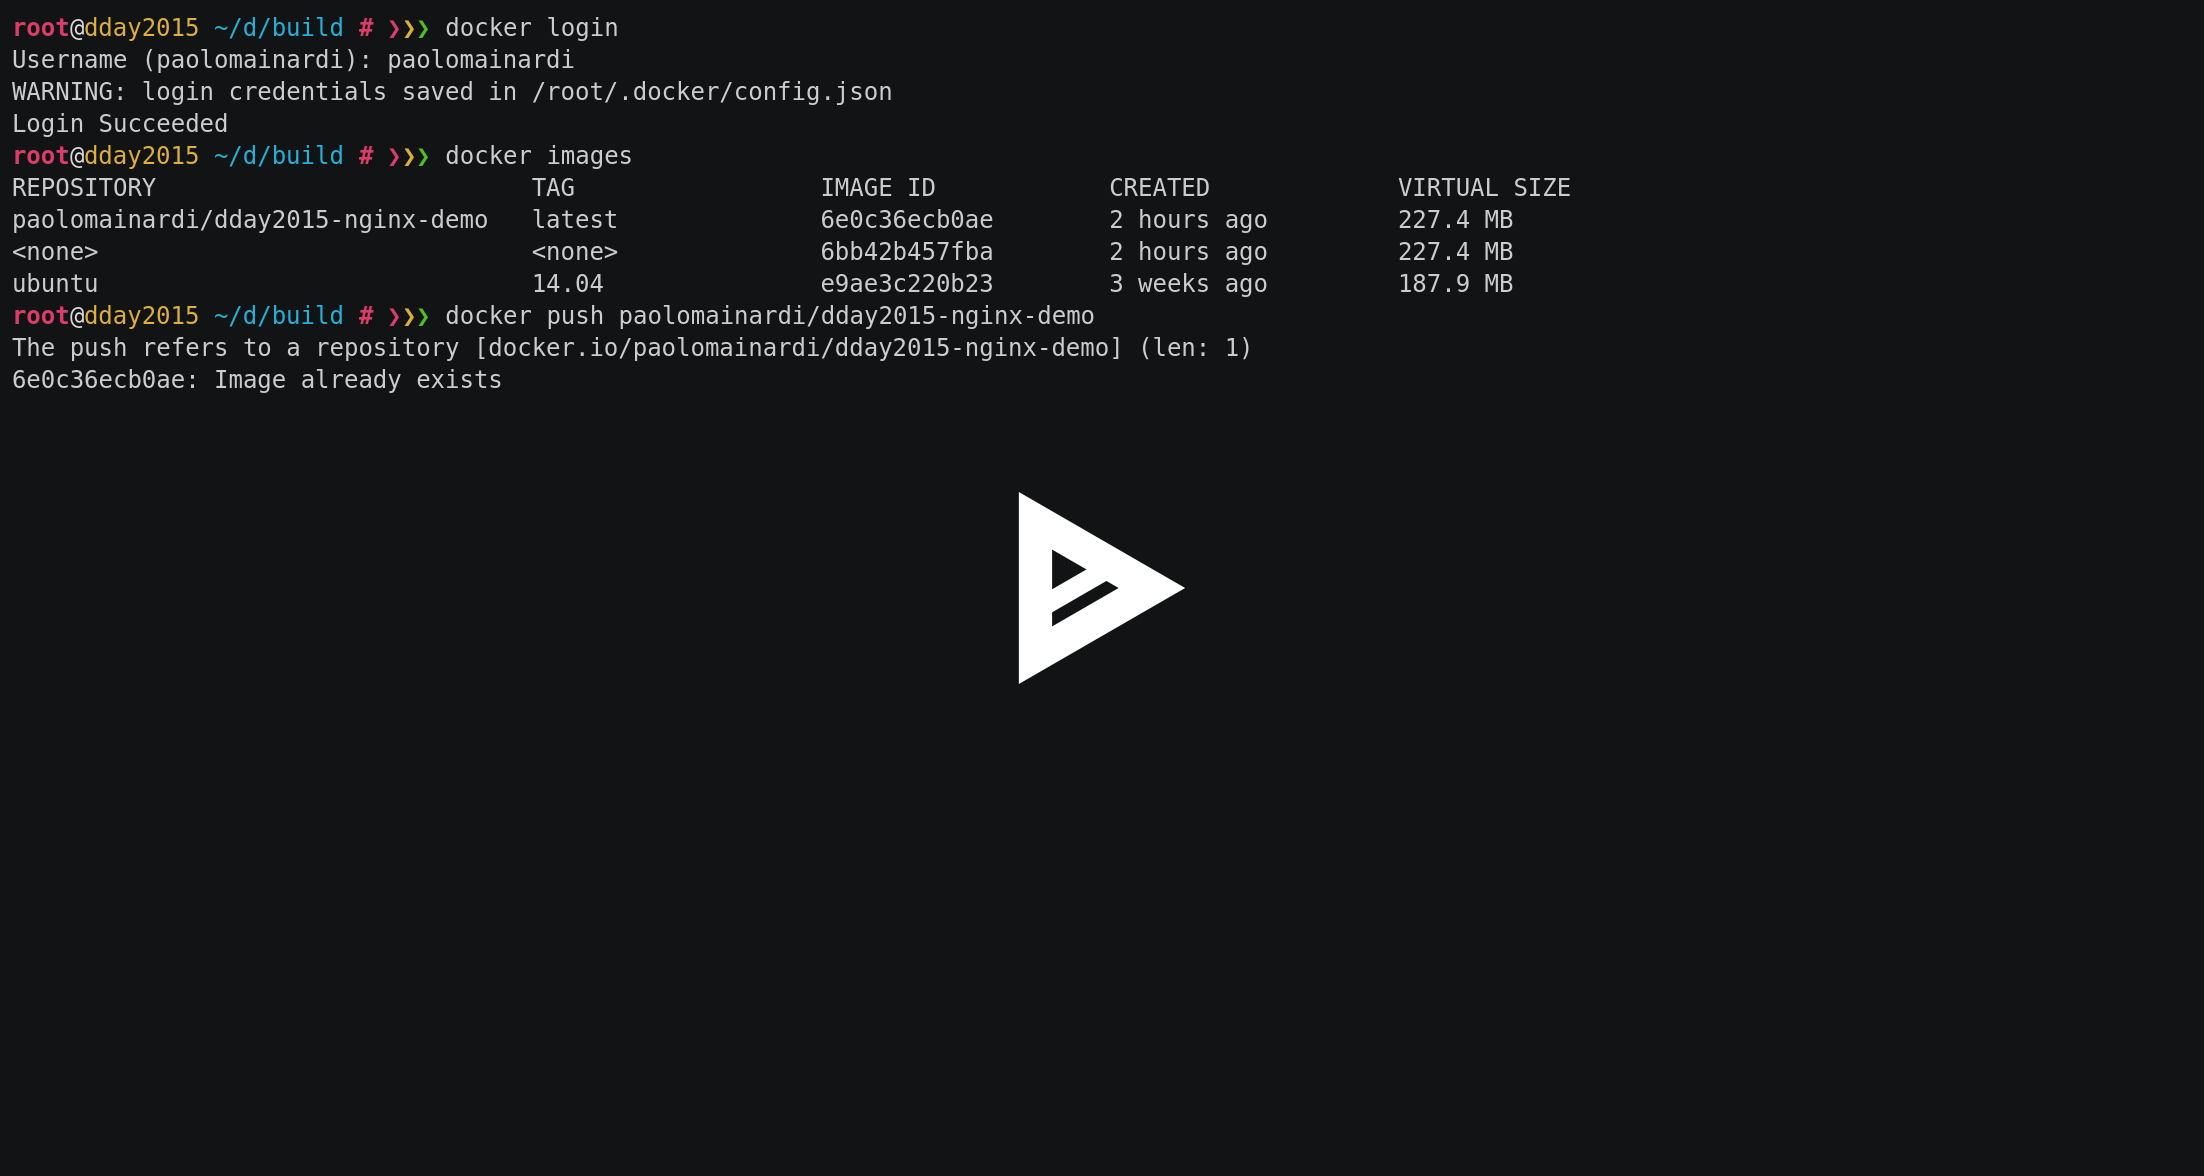 root@dday2015 ~/d/build # ❯❯❯ docker login
Username (paolomainardi): paolomainardi
WARNING: login credentials saved in /root/.docker/config.json
Login Succeeded
root@dday2015 ~/d/build # ❯❯❯ docker images
REPOSITORY                          TAG                 IMAGE ID            CREATED             VIRTUAL SIZE
paolomainardi/dday2015-nginx-demo   latest              6e0c36ecb0ae        2 hours ago         227.4 MB
<none>                              <none>              6bb42b457fba        2 hours ago         227.4 MB
ubuntu                              14.04               e9ae3c220b23        3 weeks ago         187.9 MB
root@dday2015 ~/d/build # ❯❯❯ docker push paolomainardi/dday2015-nginx-demo
The push refers to a repository [docker.io/paolomainardi/dday2015-nginx-demo] (len: 1)
6e0c36ecb0ae: Image already exists